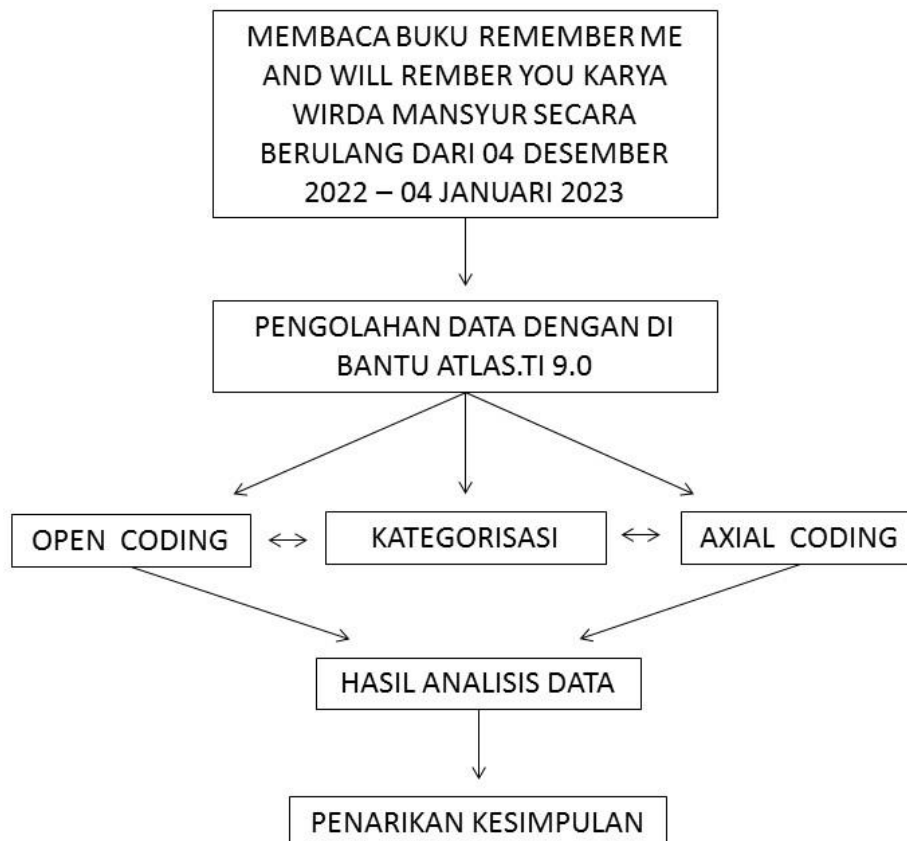 MEMBACA BUKU REMEMBER ME
AND WILL REMBER YOU KARYA
WIRDA MANSYUR SECARA
BERULANG DARI 04 DESEMBER
2022 – 04 JANUARI 2023
PENGOLAHAN DATA DENGAN DI
BANTU ATLAS.TI 9.0
OPEN CODING
KATEGORISASI
AXIAL CODING
HASIL ANALISIS DATA
PENARIKAN KESIMPULAN